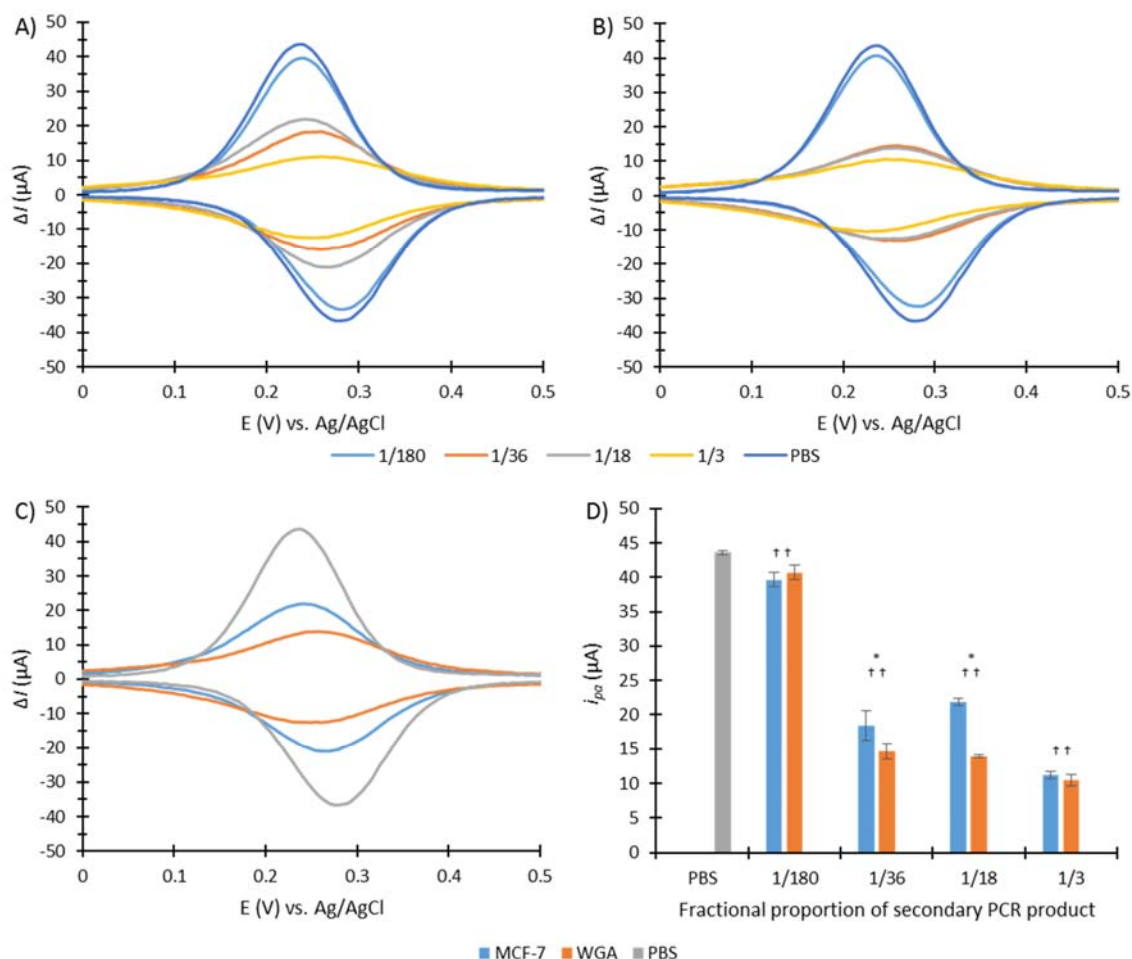 A)
50
40
30
20
10
0
-10
-20
-30
-40
-50
ΔI (µA)
0 0.1 0.2 0.3 0.4 0.5
E (V) vs. Ag/AgCl
B)
50
40
30
20
10
0
-10
-20
-30
-40
-50
ΔI (µA)
0 0.1 0.2 0.3 0.4 0.5
E (V) vs. Ag/AgCl
1/180 1/36 1/18 1/3 PBS
C)
50
40
30
20
10
0
-10
-20
-30
-40
-50
ΔI (µA)
0 0.1 0.2 0.3 0.4 0.5
E (V) vs. Ag/AgCl
D)
50
45
40
35
30
25
20
15
10
5
0
ipa (µA)
††
*
††
*
††
††
PBS 1/180 1/36 1/18 1/3
Fractional proportion of secondary PCR product
MCF-7 WGA PBS